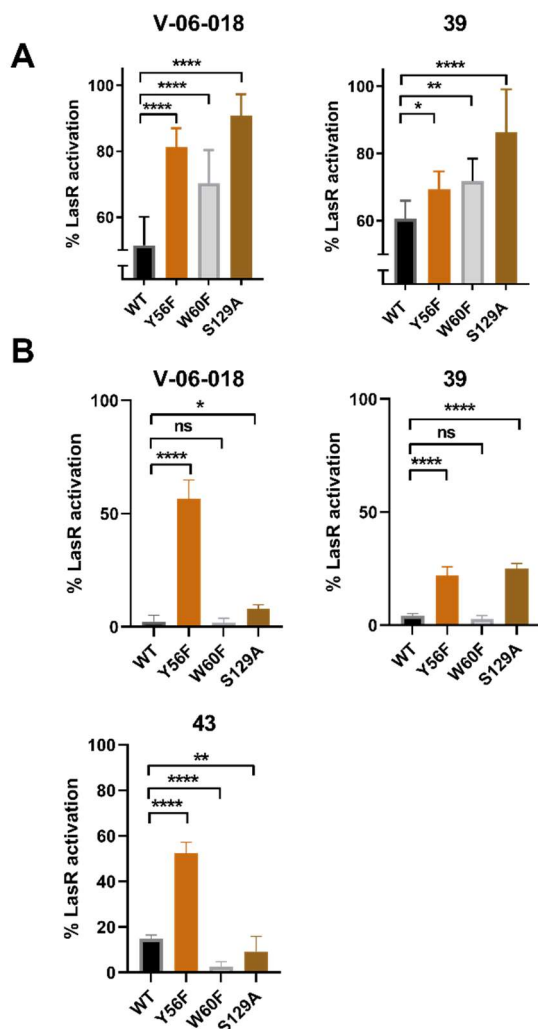 A
V-06-018
% LasR activation
100
80
60
****
****
****
WT
Y56F
W60F
S129A
39
% LasR activation
100
80
60
****
**
*
WT
Y56F
W60F
S129A
B
V-06-018
% LasR activation
100
50
0
*
ns
****
WT
Y56F
W60F
S129A
39
% LasR activation
100
50
0
****
ns
****
WT
Y56F
W60F
S129A
43
% LasR activation
100
80
60
40
20
0
**
****
****
WT
Y56F
W60F
S129A